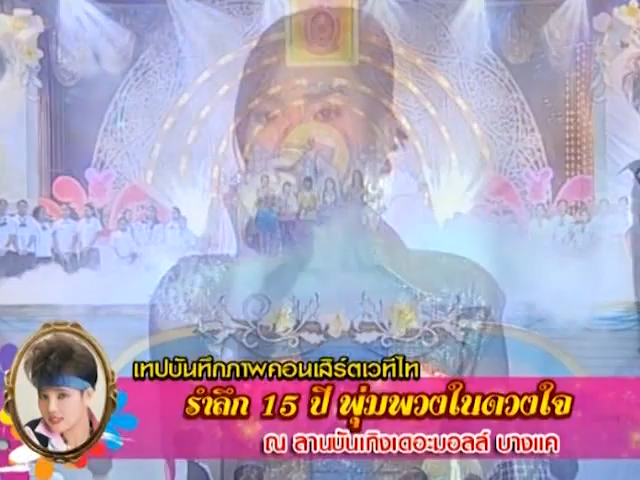 เทปบันทึกภาพคอนเสิร์ตเวทีไท
รำลึก 15 ปี พุ่มพวงในดวงใจ
ณ ลานบันเทิงเดอะมอลล์ บางแค